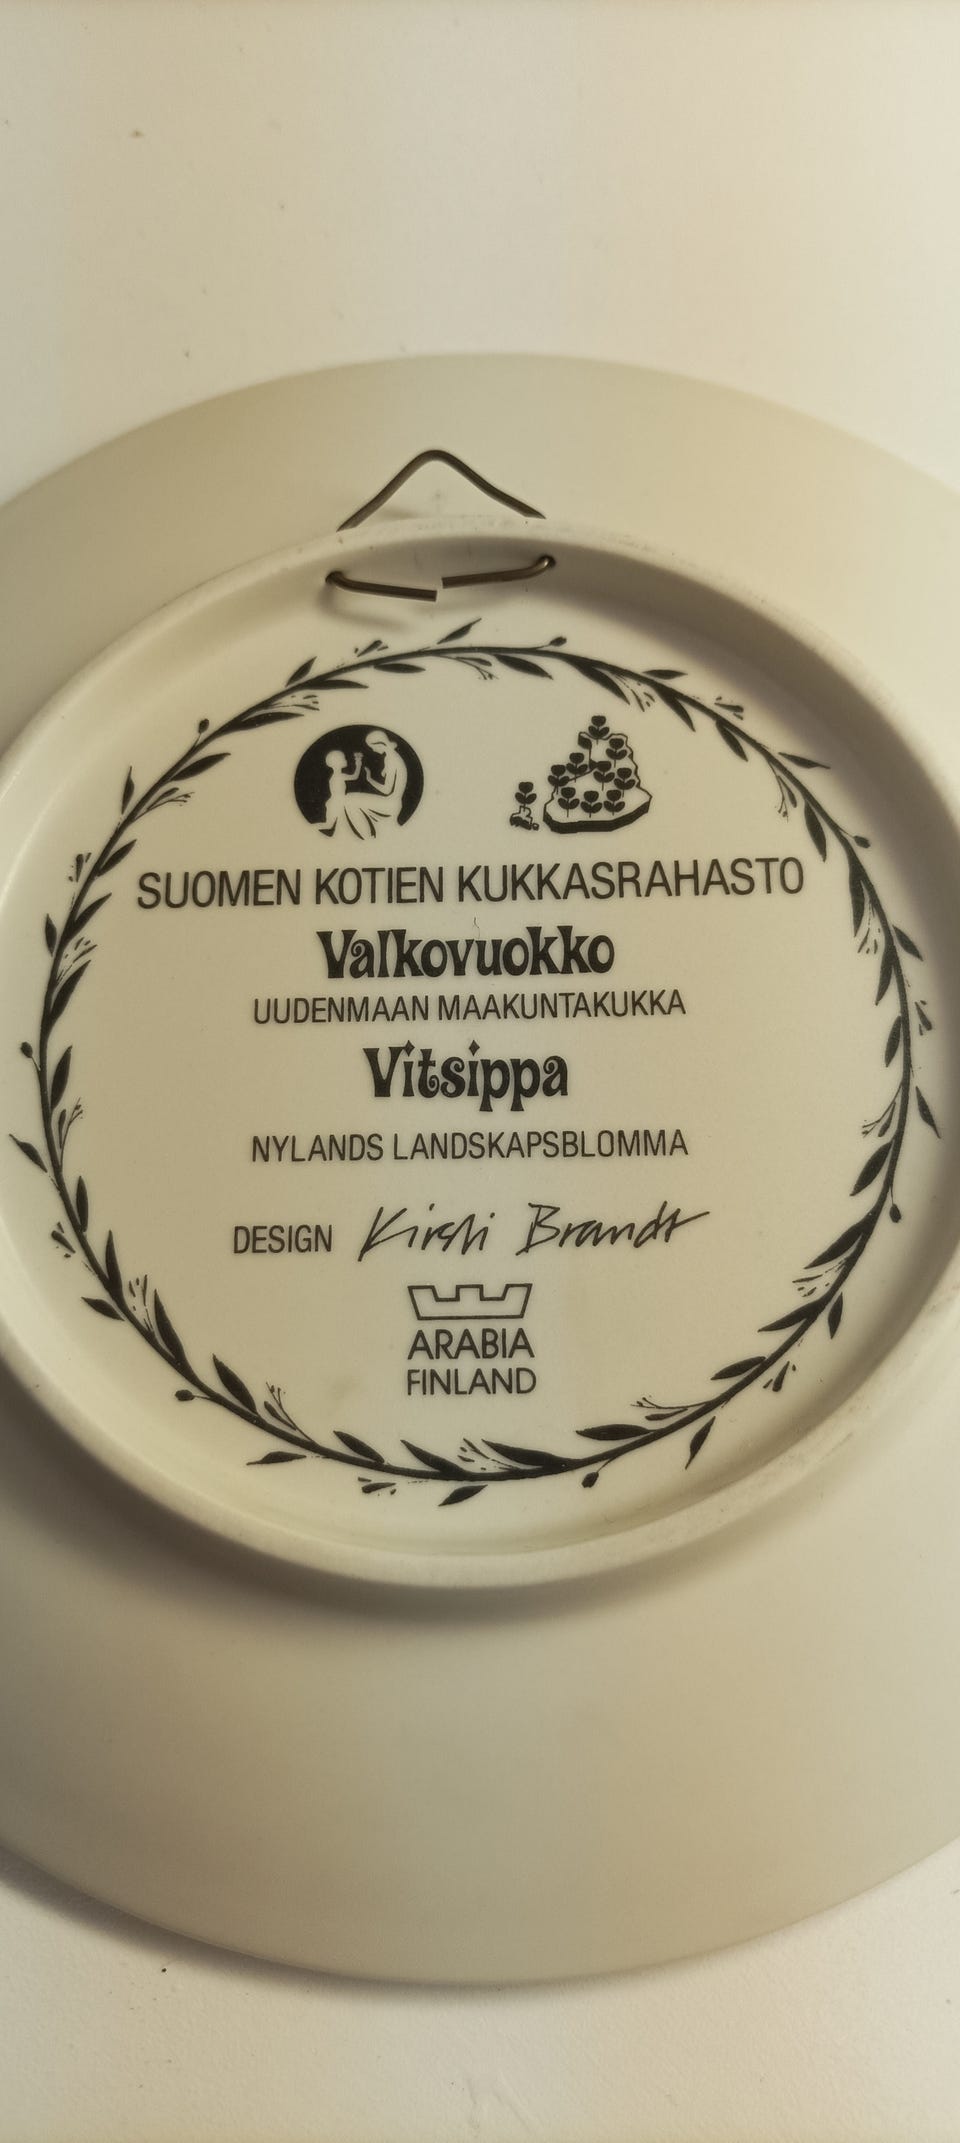 SUOMEN KOTIEN KUKKASRAHASTO
Valkovuokko
UUDENMAAN MAAKUNTAKUKKA
Vitsippa
NYLANDS LANDSKAPSBLOMMA
DESIGN Kirsti Brandt
ARABIA
FINLAND